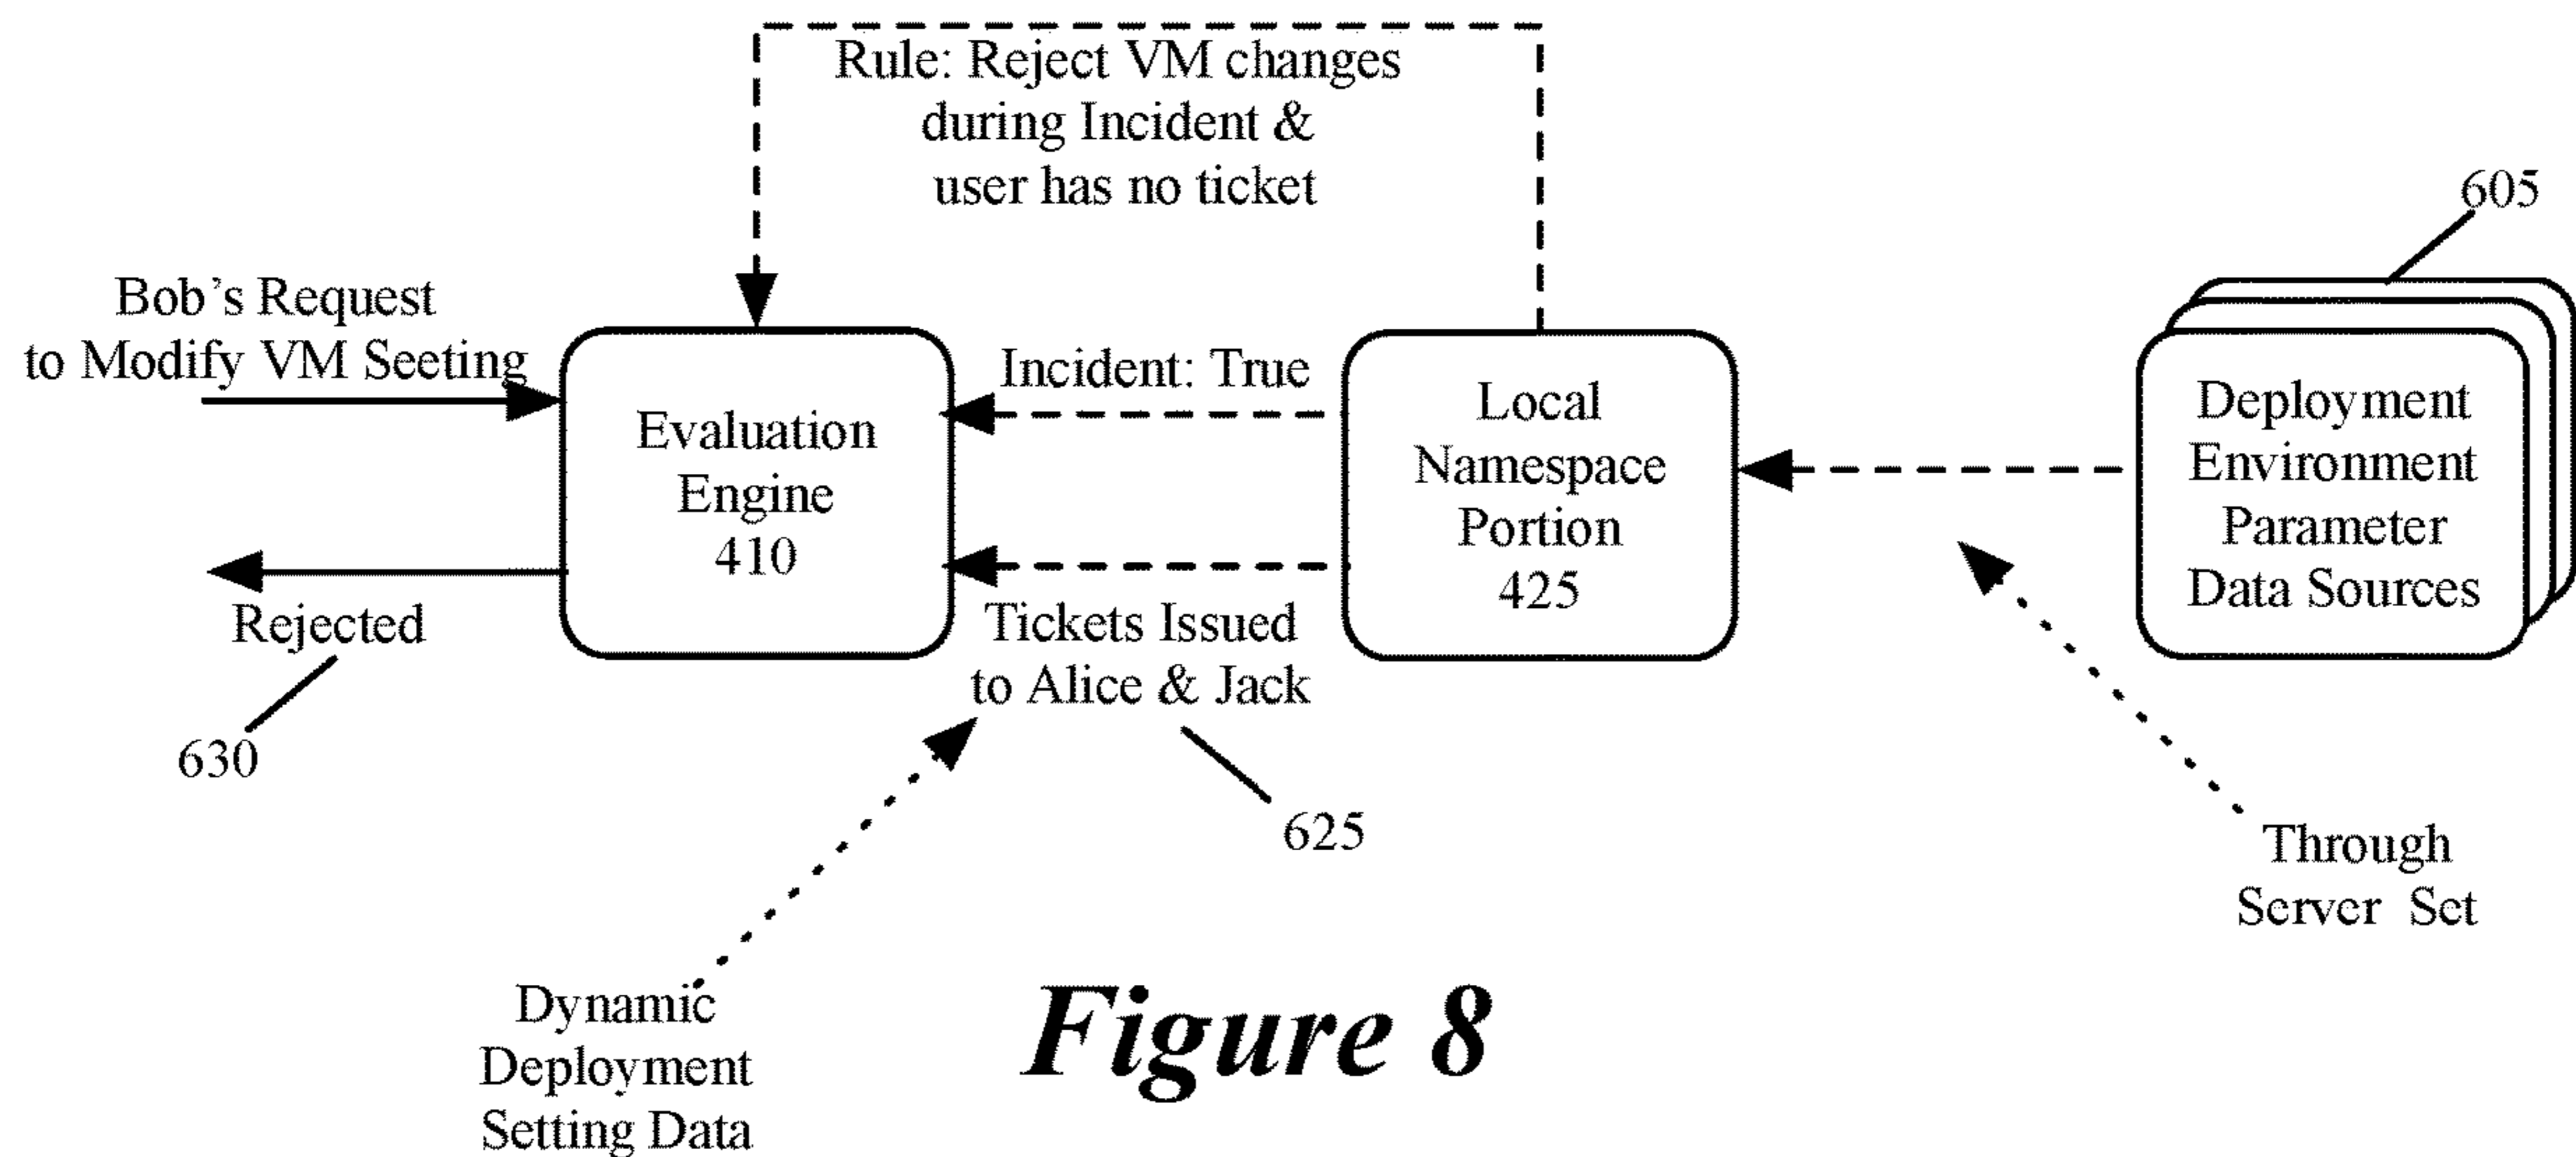 Rule: Reject VM changes
during Incident &
user has no ticket
605
Bob's Request
to Modify VM Seeting
Incident: True
Evaluation
Engine
410
Local
Namespace
Portion
425
Deployment
Environment
Parameter
Data Sources
Rejected
630
Tickets Issued
to Alice & Jack
625
Through
Server Set
Dynamic
Deployment
Setting Data
Figure 8